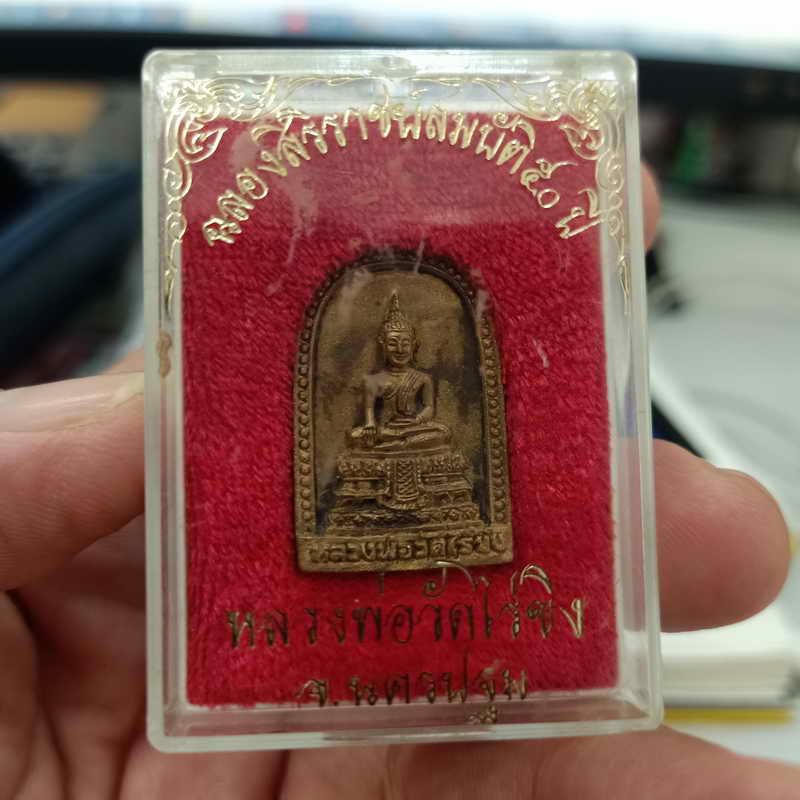 ฉลองสิริราชพ์สมบัติ๕๐ ปี
หลวงพ่อวัดไร่ขิง
หลวงพ่อวัดไร่ขิง
จ.นครปฐม